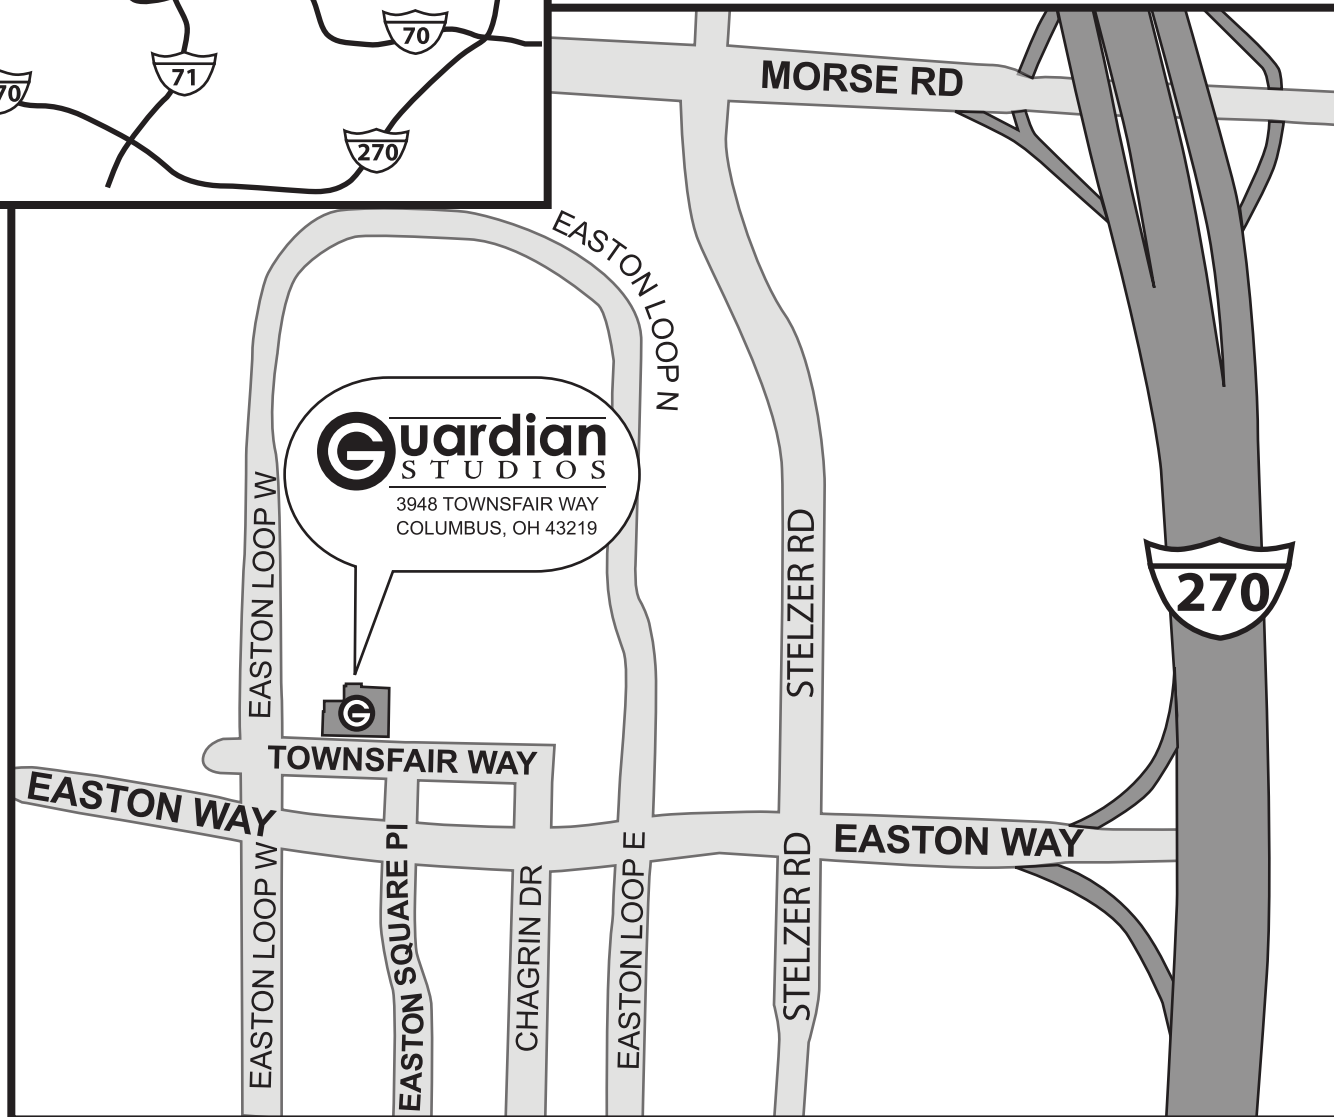 70
71
70
270
MORSE RD
EASTON LOOP N
Guardian
STUDIOS
3948 TOWNSFAIR WAY
COLUMBUS, OH 43219
EASTON LOOP W
STELZER RD
270
G
TOWNSFAIR WAY
EASTON WAY
EASTON WAY
EASTON LOOP W
EASTON SQUARE Pl
CHAGRIN DR
EASTON LOOP E
STELZER RD